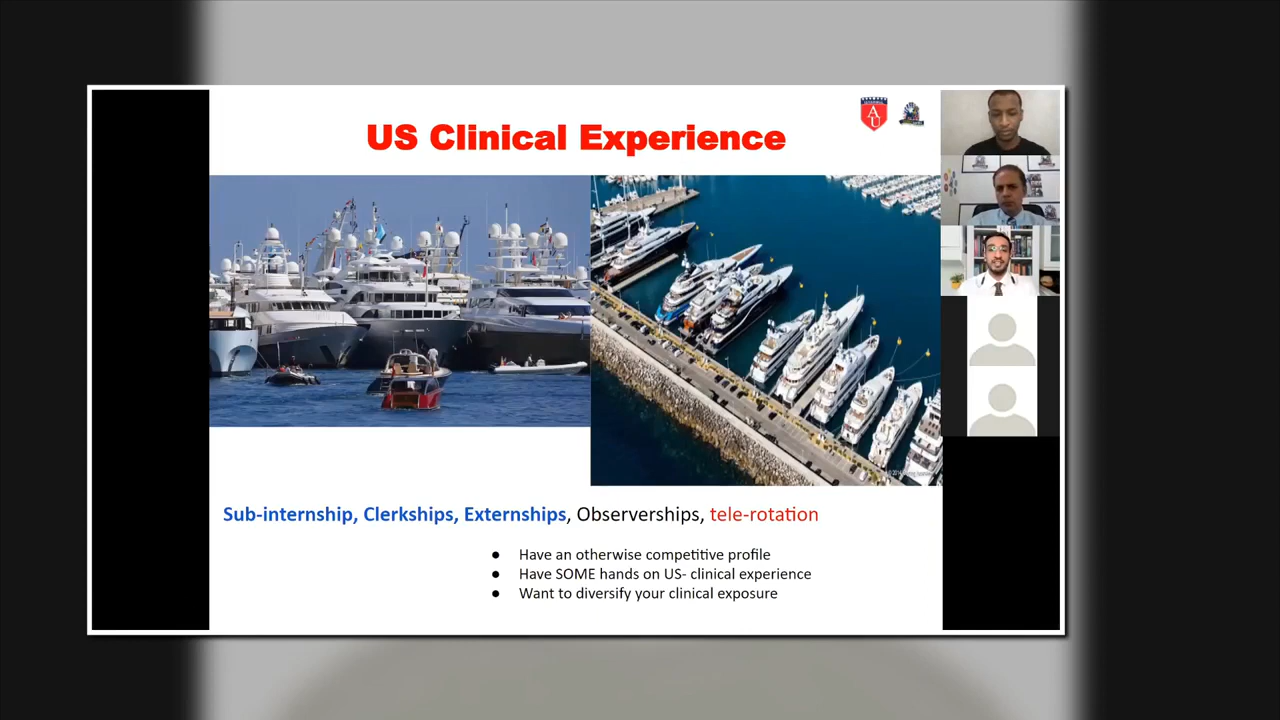 US Clinical Experience
AU
Sub-internship, Clerkships, Externships, Observerships, tele-rotation
● Have an otherwise competitive profile
● Have SOME hands on US- clinical experience
● Want to diversify your clinical exposure